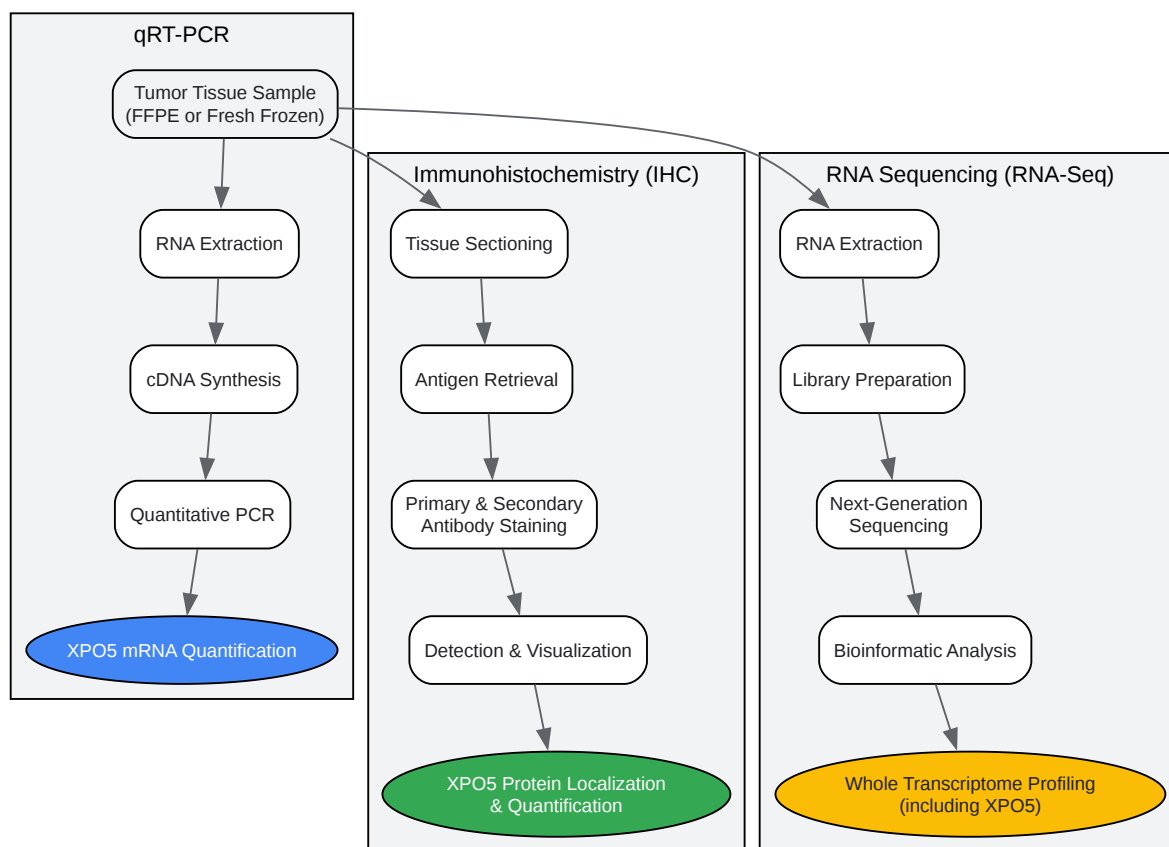 qRT-PCR
Tumor Tissue Sample
(FFPE or Fresh Frozen)
RNA Extraction
cDNA Synthesis
Quantitative PCR
XPO5 mRNA Quantification
Immunohistochemistry (IHC)
Tissue Sectioning
Antigen Retrieval
Primary & Secondary
Antibody Staining
Detection & Visualization
XPO5 Protein Localization
& Quantification
RNA Sequencing (RNA-Seq)
RNA Extraction
Library Preparation
Next-Generation
Sequencing
Bioinformatic Analysis
Whole Transcriptome Profiling
(including XPO5)